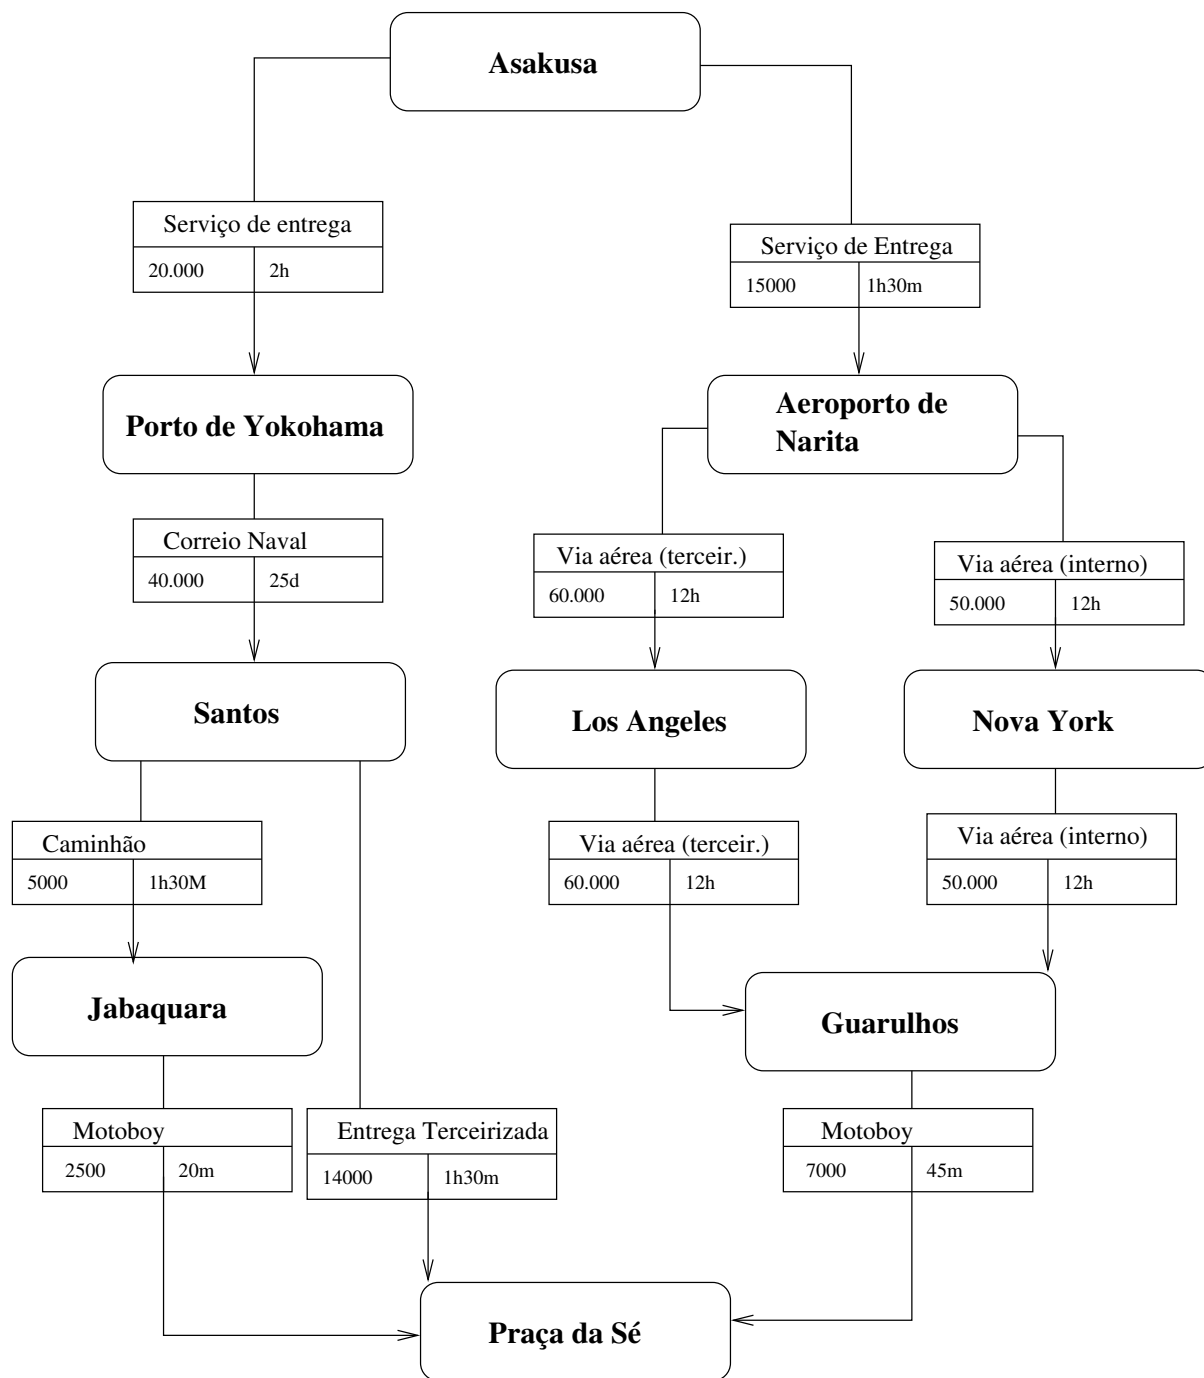 Asakusa
Serviço de entrega
20.000 2h
Serviço de Entrega
15000 1h30m
Porto de Yokohama
Aeroporto de
Narita
Correio Naval
40.000 25d
Via aérea (terceir.)
60.000 12h
Via aérea (interno)
50.000 12h
Santos
Los Angeles
Nova York
Caminhão
5000 1h30M
Via aérea (terceir.)
60.000 12h
Via aérea (interno)
50.000 12h
Jabaquara
Guarulhos
Motoboy
2500 20m
Entrega Terceirizada
14000 1h30m
Motoboy
7000 45m
Praça da Sé